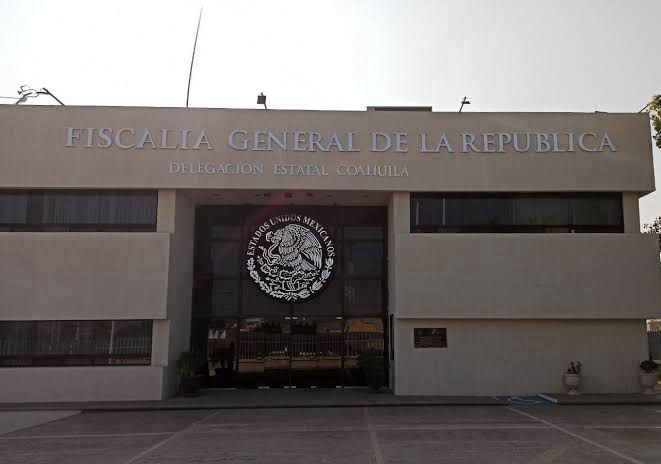 FISCALIA GENERAL DE LA REPUBLICA
DELEGACION ESTATAL COAHUILA
ESTADOS UNIDOS MEXICANOS